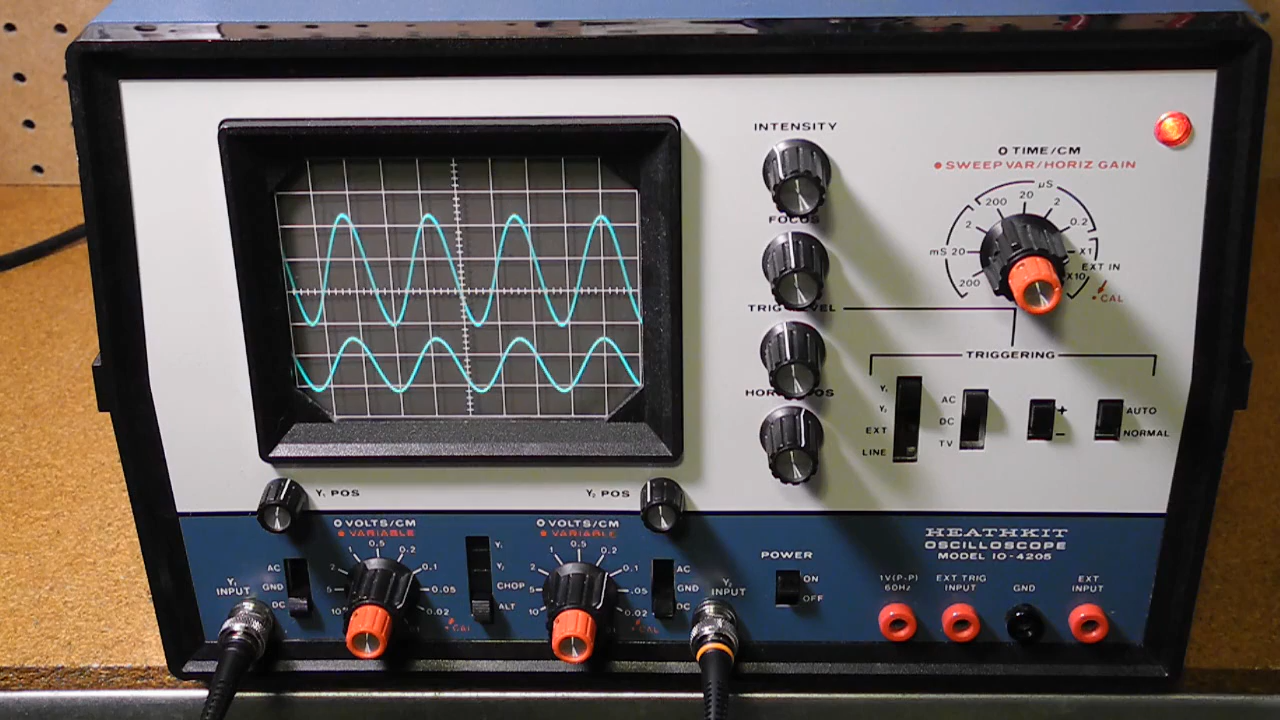 INTENSITY
O TIME/CM
SWEEP VAR/HORIZ GAIN
µS
20
200 2
2 0.2
FOCUS
mS 20 X1
EXT IN
X10
200
CAL
TRIG LEVEL
TRIGGERING
Y₁
AC
HORIZ POS
Y₂ + AUTO
DC
EXT
TV − NORMAL
LINE
Y₁ POS
Y₂ POS
O VOLTS/CM
VARIABLE
0.5
1 0.2
2 0.1
5 0.05
10 0.02
CAL
AC
GND
DC
Y₁
INPUT
Y₁
Y₂
CHOP
ALT
O VOLTS/CM
VARIABLE
0.5
1 0.2
2 0.1
5 0.05
10 0.02
CAL
AC
GND
DC
Y₂
INPUT
POWER
ON
OFF
HEATHKIT
OSCILLOSCOPE
MODEL IO-4205
1V(P-P)
60HZ
EXT TRIG
INPUT
GND
EXT
INPUT